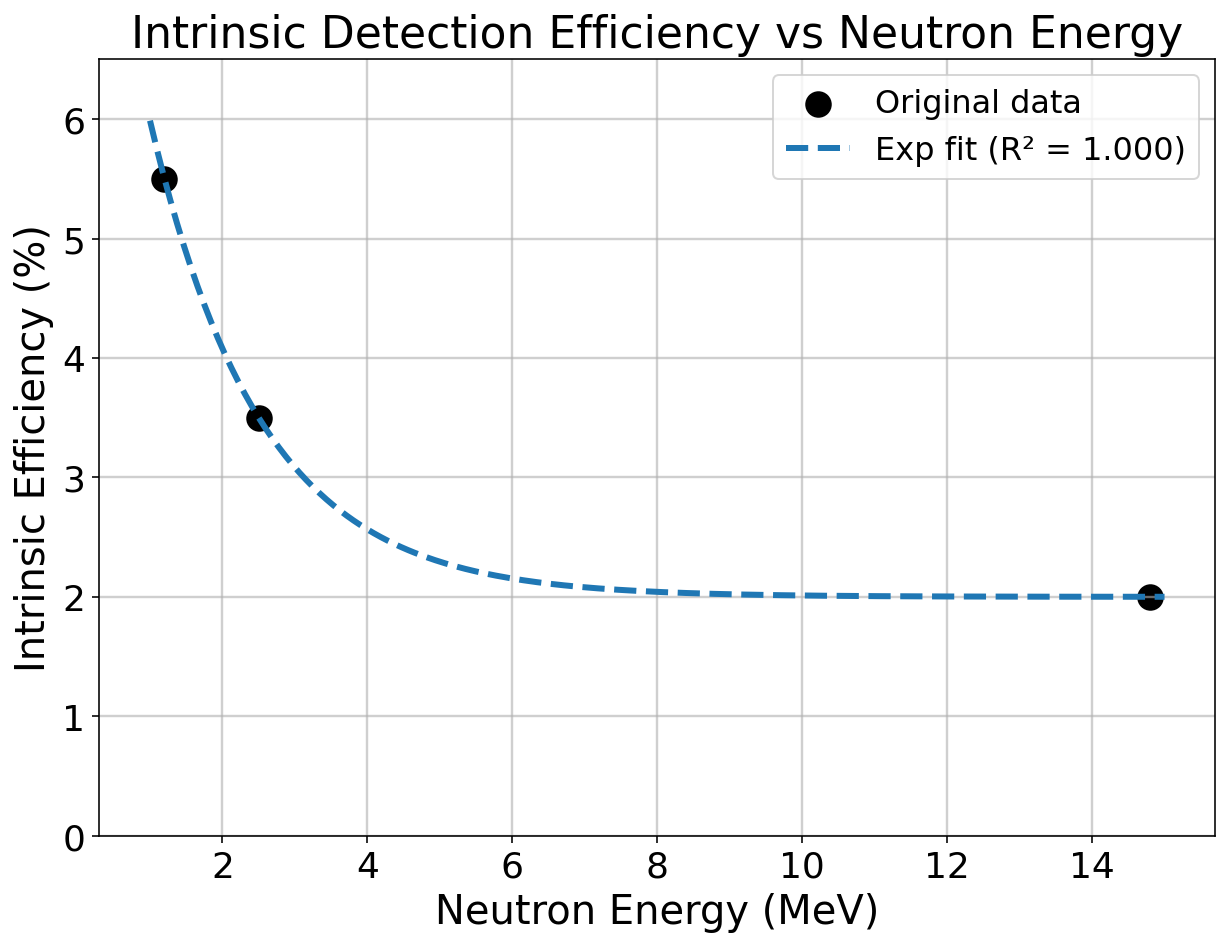 Intrinsic Detection Efficiency vs Neutron Energy
Original data
Exp fit (R² = 1.000)
Intrinsic Efficiency (%)
6
5
4
3
2
1
0
2 4 6 8 10 12 14
Neutron Energy (MeV)